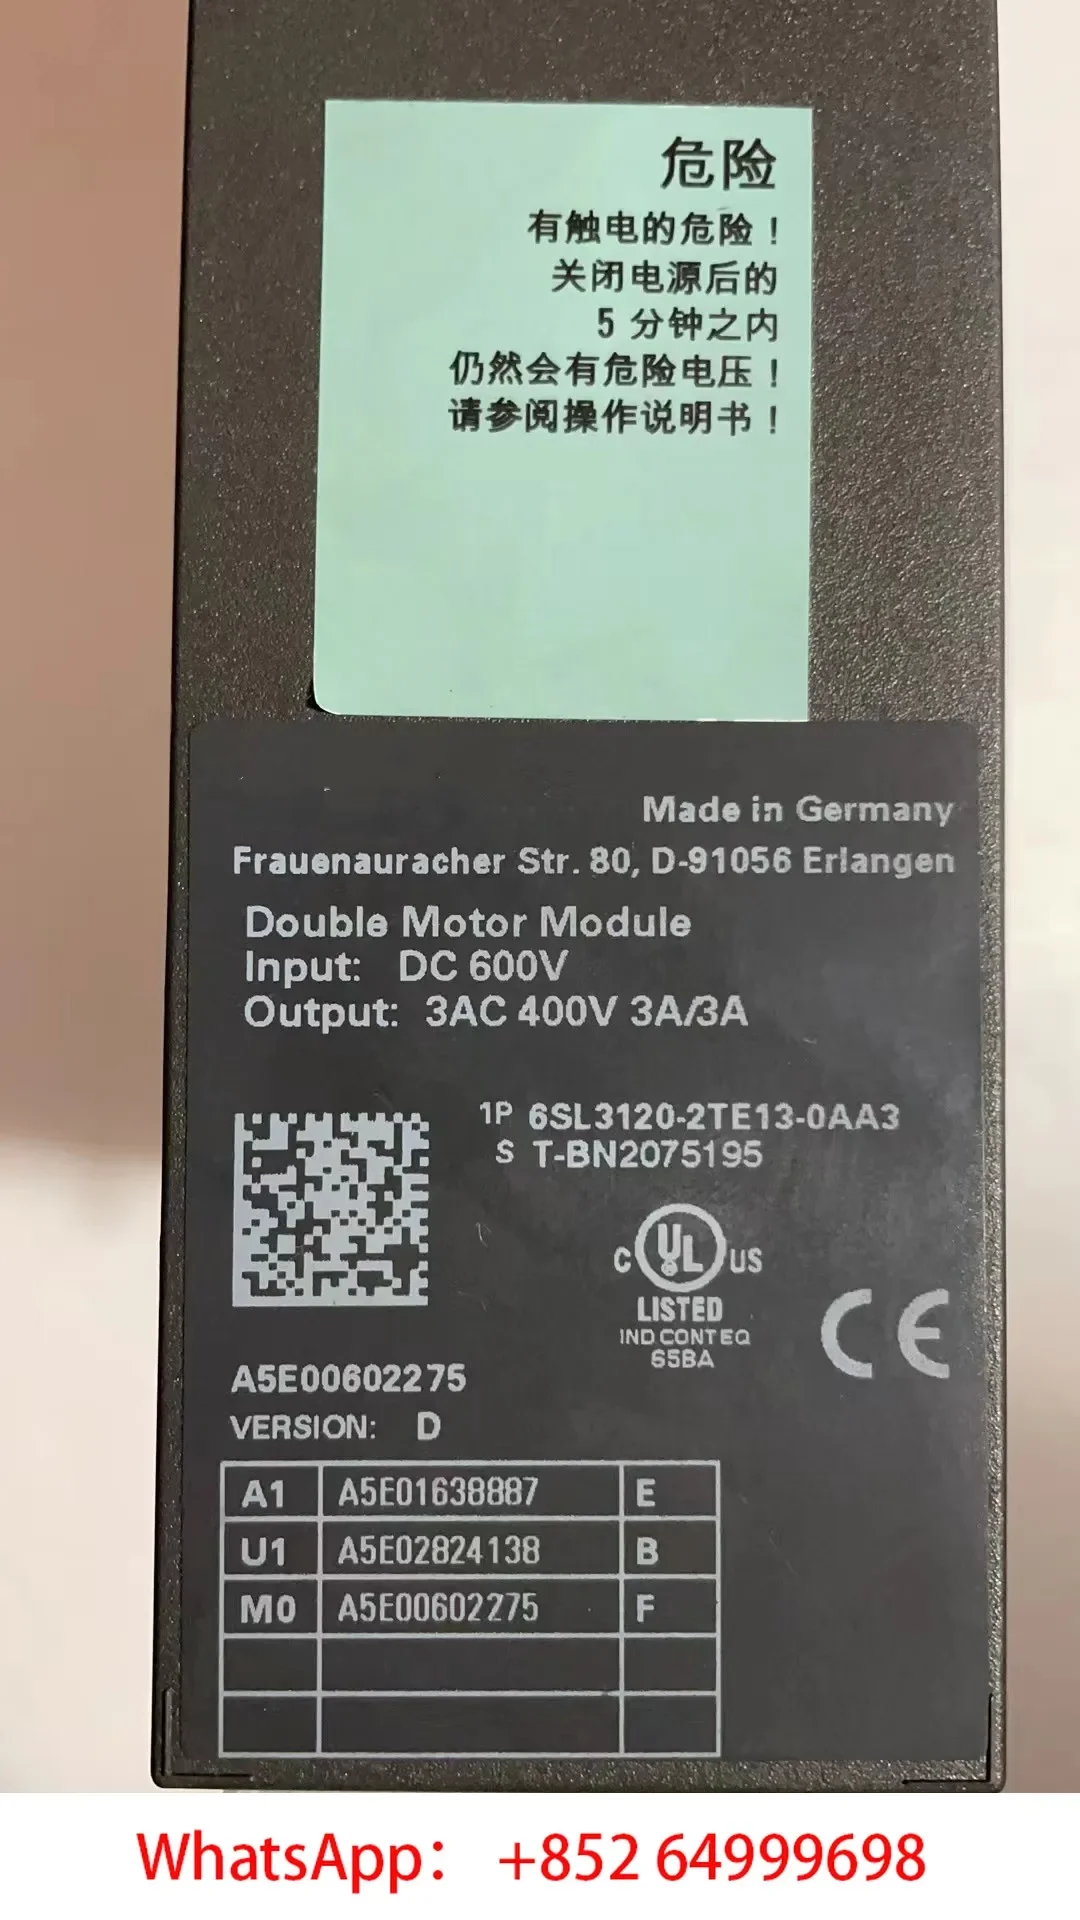 危险
有触电的危险！
关闭电源后的
5 分钟之内
仍然会有危险电压！
请参阅操作说明书！
Made in Germany
Frauenauracher Str. 80, D-91056 Erlangen
Double Motor Module
Input: DC 600V
Output: 3AC 400V 3A/3A
1P 6SL3120-2TE13-0AA3
S T-BN2075195
C UL US
LISTED
IND CONT EQ
65BA
CE
A5E00602275
VERSION: D
A1 A5E01638887 E
U1 A5E02824138 B
M0 A5E00602275 F
WhatsApp： +852 64999698